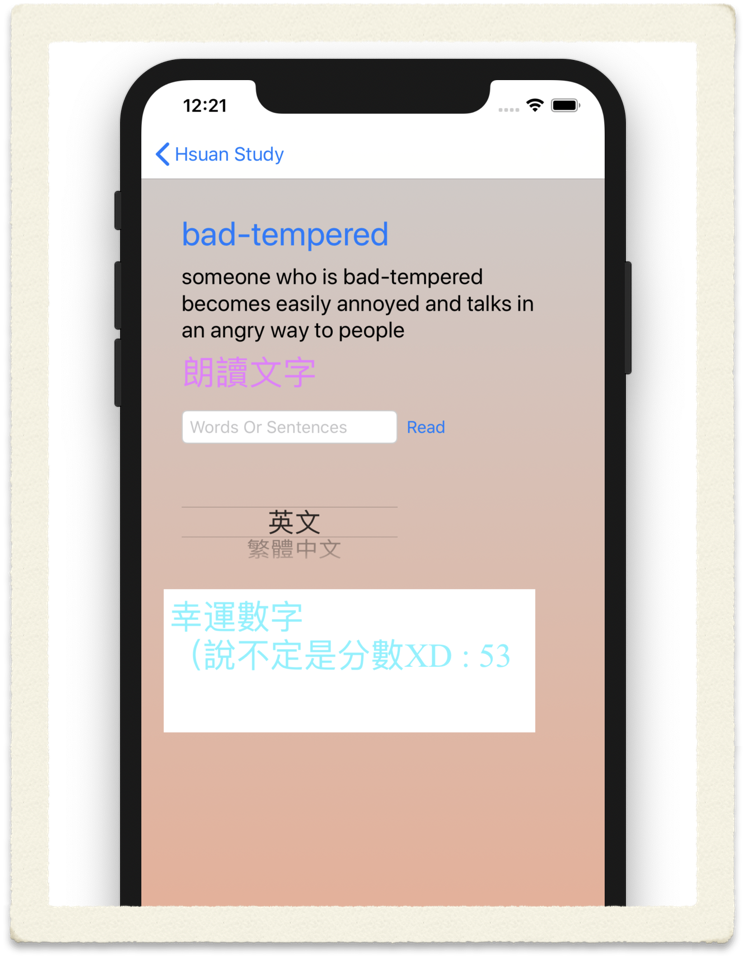 12:21
Hsuan Study
bad-tempered
someone who is bad-tempered
becomes easily annoyed and talks in
an angry way to people
朗讀文字
Words Or Sentences Read
英文
繁體中文
幸運數字
（說不定是分數XD : 53